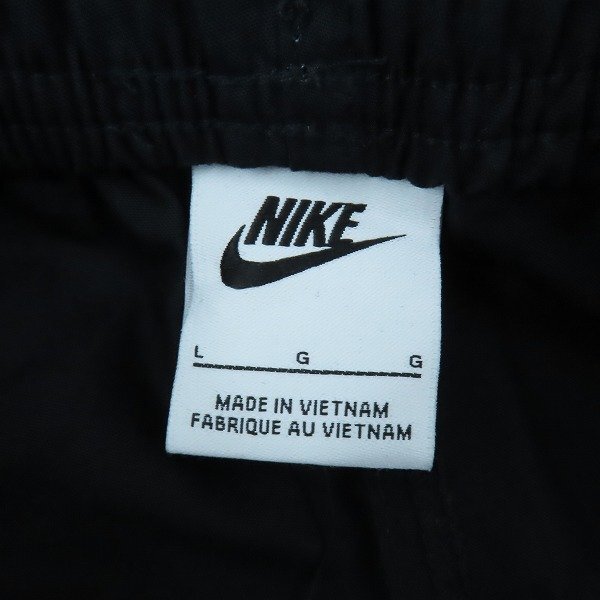 NIKE
L G G
MADE IN VIETNAM
FABRIQUE AU VIETNAM